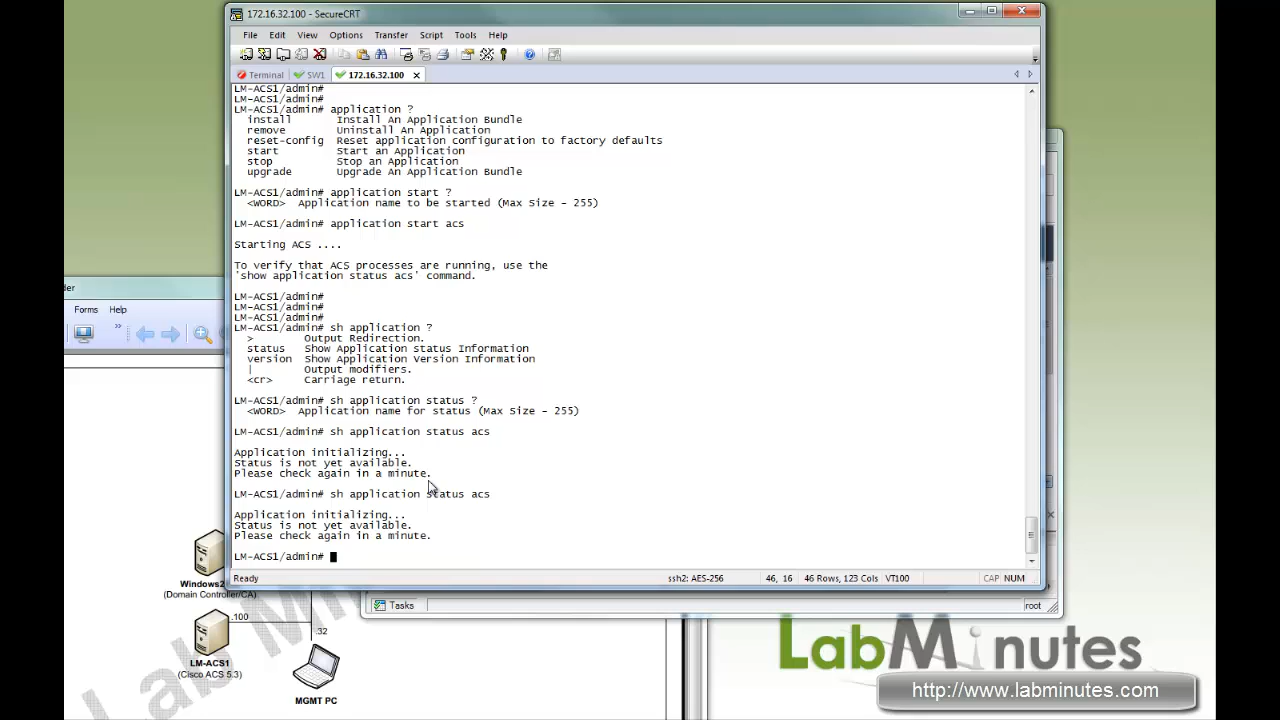 172.16.32.100 - SecureCRT
File Edit View Options Transfer Script Tools Help
Terminal SW1 172.16.32.100
LM-ACS1/admin#
LM-ACS1/admin#
LM-ACS1/admin# application ?
install Install An Application Bundle
remove Uninstall An Application
reset-config Reset application configuration to factory defaults
start Start an Application
stop Stop an Application
upgrade Upgrade An Application Bundle
LM-ACS1/admin# application start ?
<WORD> Application name to be started (Max Size - 255)
LM-ACS1/admin# application start acs
Starting ACS ....
To verify that ACS processes are running, use the
'show application status acs' command.
LM-ACS1/admin#
LM-ACS1/admin#
LM-ACS1/admin#
LM-ACS1/admin# sh application ?
> Output Redirection.
status Show Application status Information
version Show Application Version Information
| Output modifiers.
<cr> Carriage return.
LM-ACS1/admin# sh application status ?
<WORD> Application name for status (Max Size - 255)
LM-ACS1/admin# sh application status acs
Application initializing...
Status is not yet available.
Please check again in a minute.
LM-ACS1/admin# sh application status acs
Application initializing...
Status is not yet available.
Please check again in a minute.
LM-ACS1/admin#
Ready ssh2: AES-256 46, 16 46 Rows, 123 Cols VT100 CAP NUM
der
Forms Help
»
Tasks root
Windows2
(Domain Controller/CA)
.100
.32
LM-ACS1
(Cisco ACS 5.3)
MGMT PC
Lab Mi
LabMinutes
http://www.labminutes.com